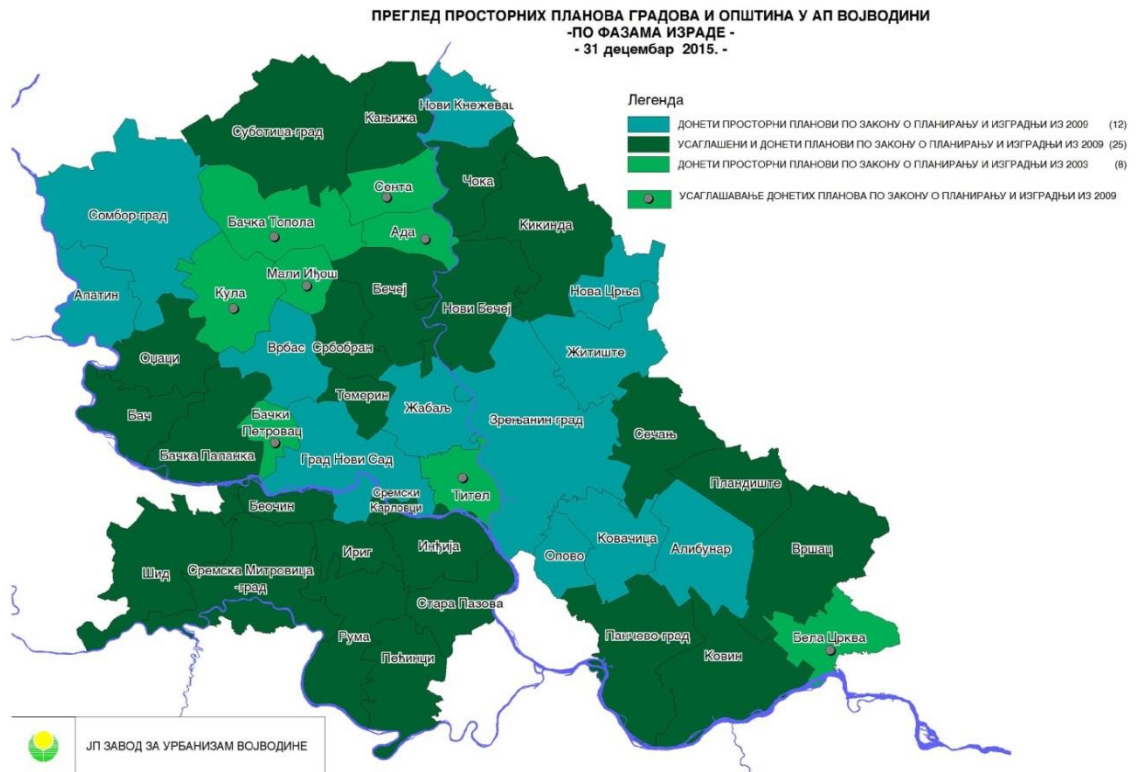 ПРЕГЛЕД ПРОСТОРНИХ ПЛАНОВА ГРАДОВА И ОПШТИНА У АП ВОЈВОДИНИ
-ПО ФАЗАМА ИЗРАДЕ -
- 31 децембар 2015. -
Легенда
ДОНЕТИ ПРОСТОРНИ ПЛАНОВИ ПО ЗАКОНУ О ПЛАНИРАЊУ И ИЗГРАДЊИ ИЗ 2009 (12)
УСАГЛАШЕНИ И ДОНЕТИ ПЛАНОВИ ПО ЗАКОНУ О ПЛАНИРАЊУ И ИЗГРАДЊИ ИЗ 2009 (25)
ДОНЕТИ ПРОСТОРНИ ПЛАНОВИ ПО ЗАКОНУ О ПЛАНИРАЊУ И ИЗГРАДЊИ ИЗ 2003 (8)
УСАГЛАШАВАЊЕ ДОНЕТИХ ПЛАНОВА ПО ЗАКОНУ О ПЛАНИРАЊУ И ИЗГРАДЊИ ИЗ 2009
Нови Кнежевац
Кањижа
Суботица-град
Чока
Сента
Сомбор-град
Бачка Топола
Ада
Кикинда
Мали Иђош
Бечеј
Нова Црња
Апатин
Кула
Нови Бечеј
Врбас
Србобран
Житиште
Оџаци
Темерин
Жабаљ
Бач
Бачки
Петровац
Зрењанин-град
Сечањ
Бачка Паланка
Град Нови Сад
Пландиште
Тител
Сремски
Карловци
Беочин
Ковачица
Алибунар
Вршац
Опово
Инђија
Ириг
Шид
Сремска Митровица
-град
Стара Пазова
Рума
Панчево-град
Бела Црква
Пећинци
Ковин
ЈП ЗАВОД ЗА УРБАНИЗАМ ВОЈВОДИНЕ